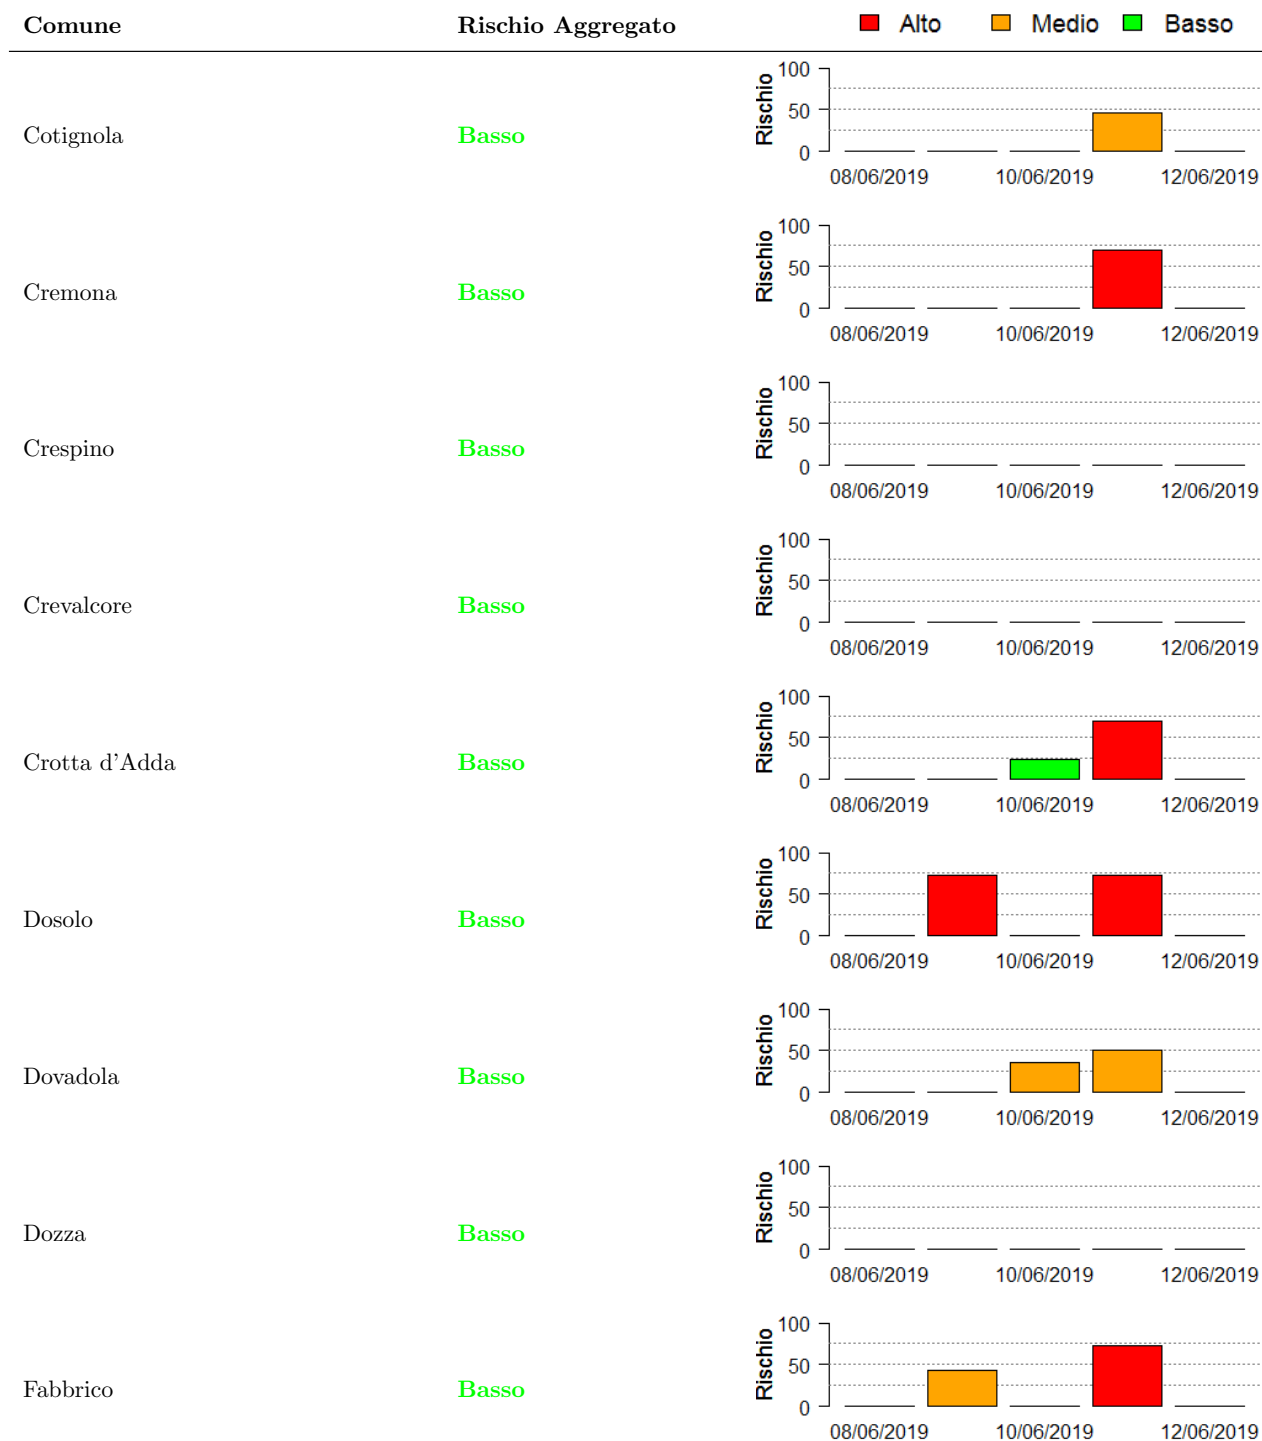 Comune Rischio Aggregato Alto Medio Basso
Cotignola Basso Rischio 100 50 0
08/06/2019 10/06/2019 12/06/2019
Cremona Basso Rischio 100 50 0
08/06/2019 10/06/2019 12/06/2019
Crespino Basso Rischio 100 50 0
08/06/2019 10/06/2019 12/06/2019
Crevalcore Basso Rischio 100 50 0
08/06/2019 10/06/2019 12/06/2019
Crotta d'Adda Basso Rischio 100 50 0
08/06/2019 10/06/2019 12/06/2019
Dosolo Basso Rischio 100 50 0
08/06/2019 10/06/2019 12/06/2019
Dovadola Basso Rischio 100 50 0
08/06/2019 10/06/2019 12/06/2019
Dozza Basso Rischio 100 50 0
08/06/2019 10/06/2019 12/06/2019
Fabbrico Basso Rischio 100 50 0
08/06/2019 10/06/2019 12/06/2019